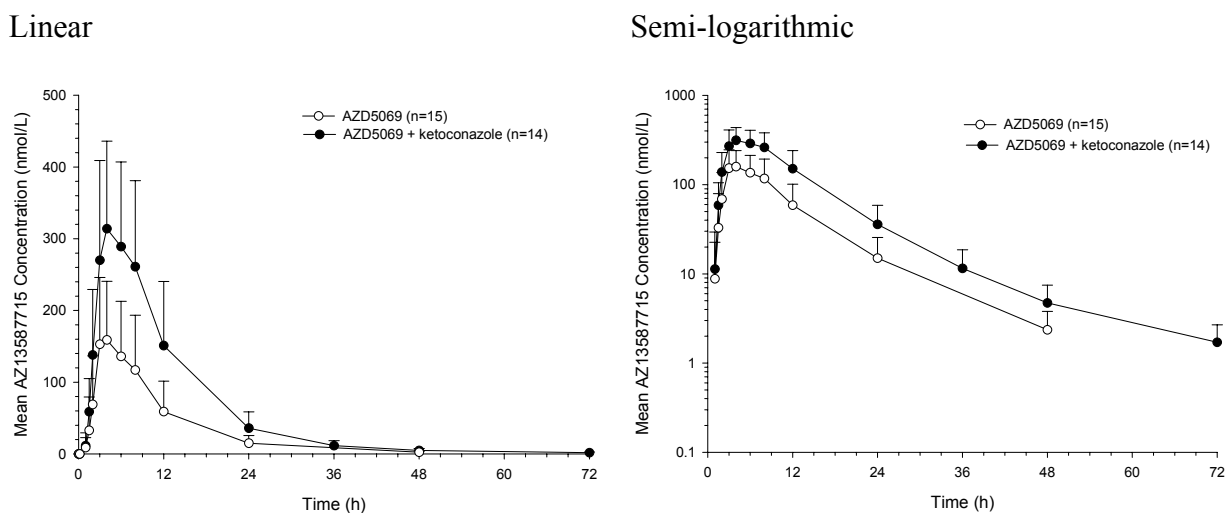 Linear
Semi-logarithmic
Mean AZ13587715 Concentration (nmol/L)
500
400
300
200
100
0
AZD5069 (n=15)
AZD5069 + ketoconazole (n=14)
0 12 24 36 48 60 72
Time (h)
Mean AZ13587715 Concentration (nmol/L)
1000
100
10
1
0.1
AZD5069 (n=15)
AZD5069 + ketoconazole (n=14)
0 12 24 36 48 60 72
Time (h)